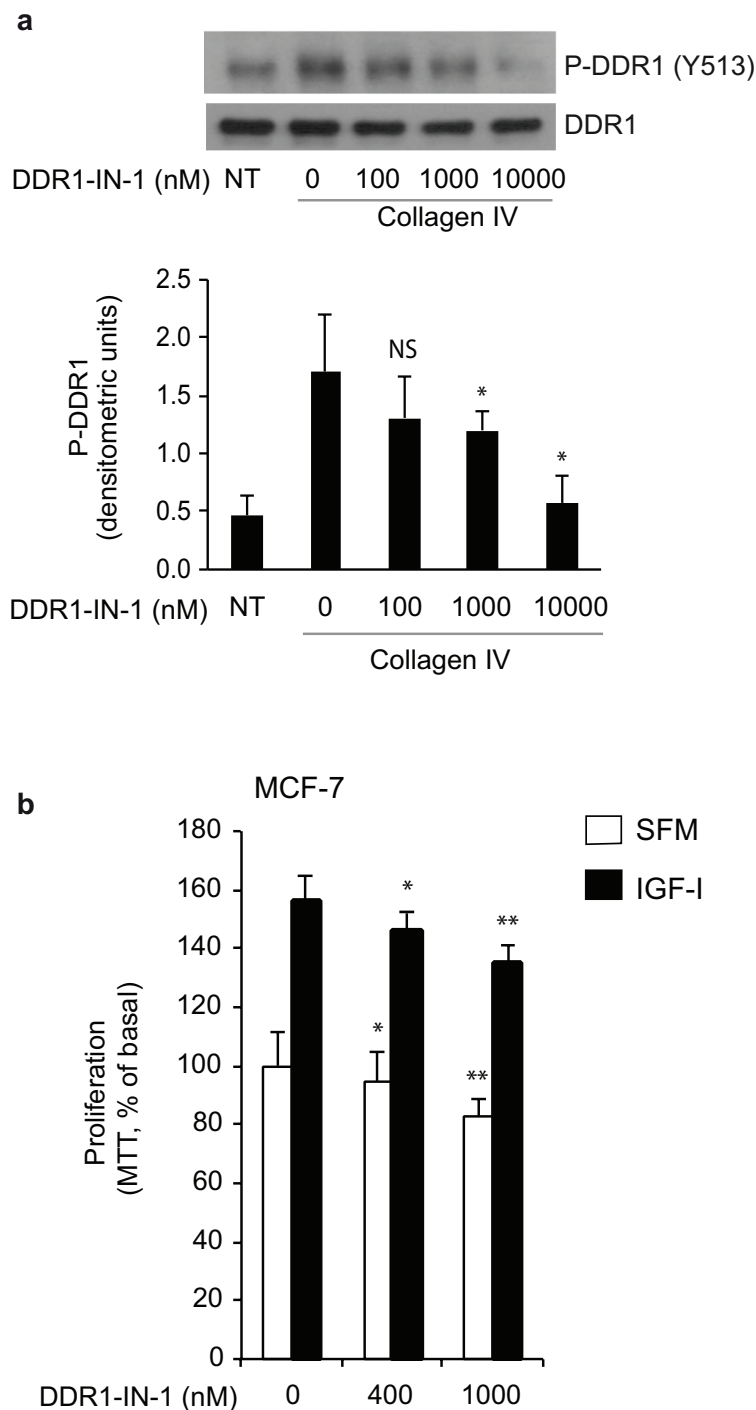 a
P-DDR1 (Y513)
DDR1
DDR1-IN-1 (nM) NT 0 100 1000 10000
Collagen IV
P-DDR1
(densitometric units)
2.5
2.0
1.5
1.0
0.5
0.0
NS
*
*
DDR1-IN-1 (nM) NT 0 100 1000 10000
Collagen IV
b
MCF-7
SFM
IGF-I
Proliferation
(MTT, % of basal)
180
160
140
120
100
80
60
40
20
0
*
**
*
**
DDR1-IN-1 (nM) 0 400 1000